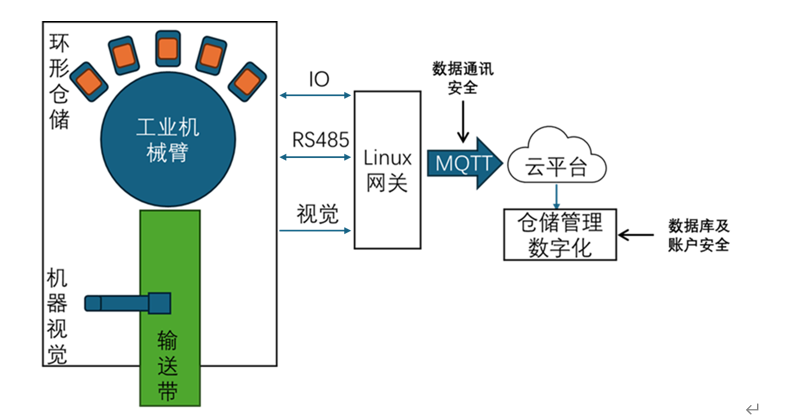 环
形
仓
储
工业机
械臂
机
器
视
觉
输
送
带
IO
RS485
视觉
Linux
网关
数据通讯
安全
MQTT
云平台
仓储管理
数字化
数据库及
账户安全